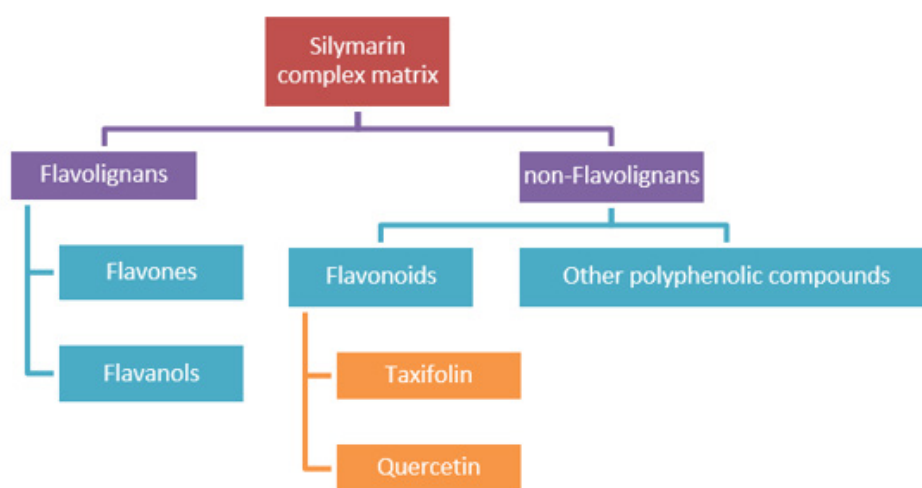 Silymarin
complex matrix
Flavolignans
non-Flavolignans
Flavones
Flavonoids
Other polyphenolic compounds
Flavanols
Taxifolin
Quercetin